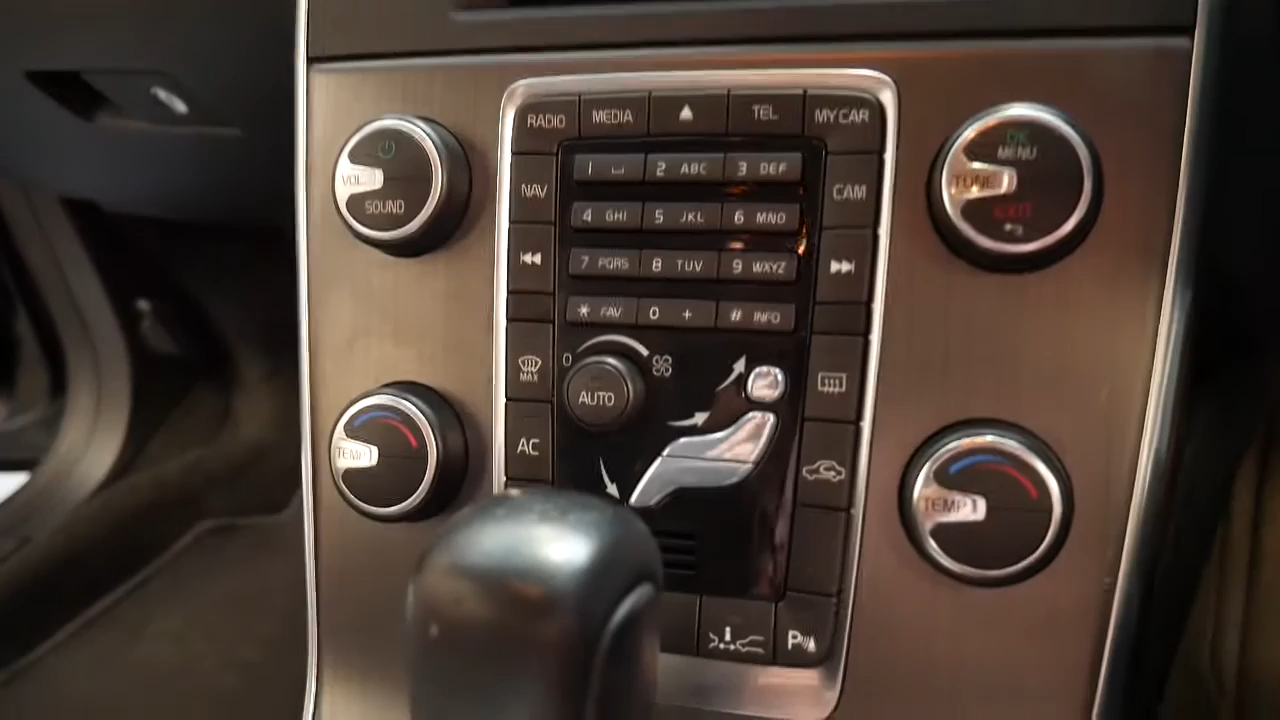 RADIO MEDIA TEL MY CAR
VOL
SOUND
NAV
1 2 ABC 3 DEF
CAM
OK
MENU
TUNE
EXIT
4 GHI 5 JKL 6 MNO
7 PQRS 8 TUV 9 WXYZ
* FAV 0 + # INFO
MAX
0
AUTO
AC
TEMP
TEMP
P